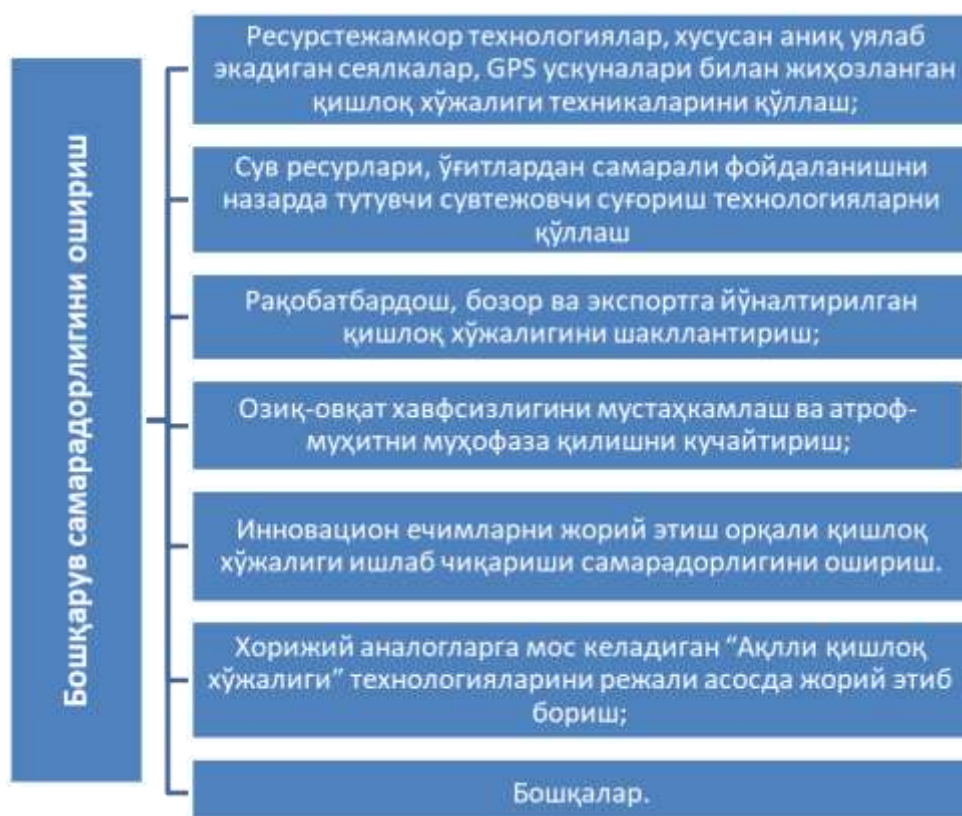 Бошқарув самарадорлигини ошириш
Ресурстежамкор технологиялар, хусусан аниқ уялаб
экадиган сеялкалар, GPS ускуналари билан жиҳозланган
қишлоқ хўжалиги техникаларини қўллаш;
Сув ресурлари, ўғитлардан самарали фойдаланишни
назарда тутувчи сувтежовчи суғориш технологияларни
қўллаш
Рақобатбардош, бозор ва экспортга йўналтирилган
қишлоқ хўжалигини шакллантириш;
Озиқ-овқат хавфсизлигини мустаҳкамлаш ва атроф-
муҳитни муҳофаза қилишни кучайтириш;
Инновацион ечимларни жорий этиш орқали қишлоқ
хўжалиги ишлаб чиқариши самарадорлигини ошириш.
Хорижий аналогларга мос келадиган “Ақлли қишлоқ
хўжалиги” технологияларини режали асосда жорий этиб
бориш;
Бошқалар.